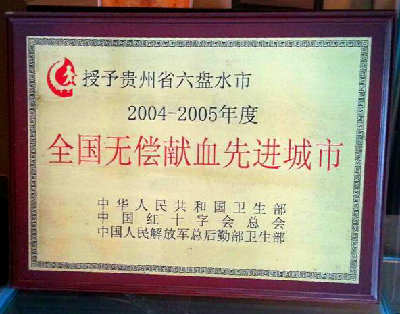 授予贵州省六盘水市
2004-2005年度
全国无偿献血先进城市
中华人民共和国卫生部
中国红十字会总会
中国人民解放军总后勤部卫生部